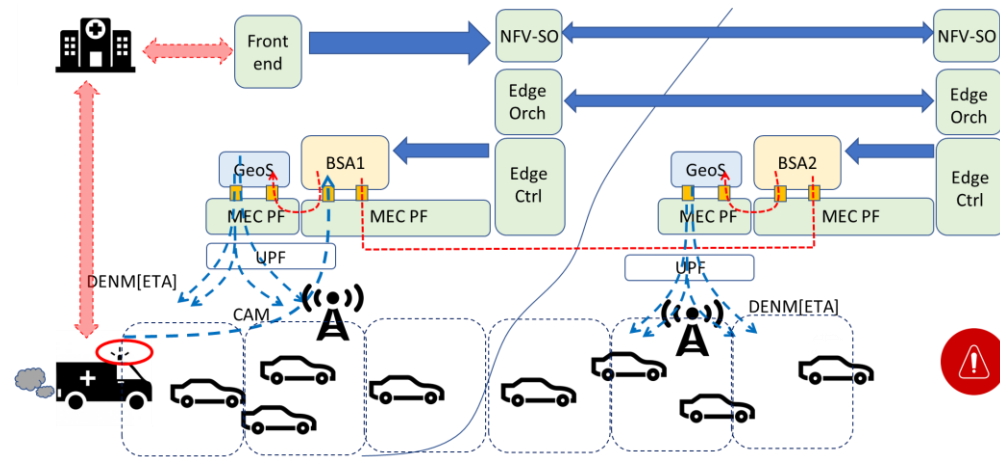 Front
end
NFV-SO
NFV-SO
Edge
Orch
Edge
Orch
GeoS
BSA1
Edge
Ctrl
GeoS
BSA2
Edge
Ctrl
MEC PF
MEC PF
MEC PF
MEC PF
UPF
UPF
DENM[ETA]
CAM
DENM[ETA]